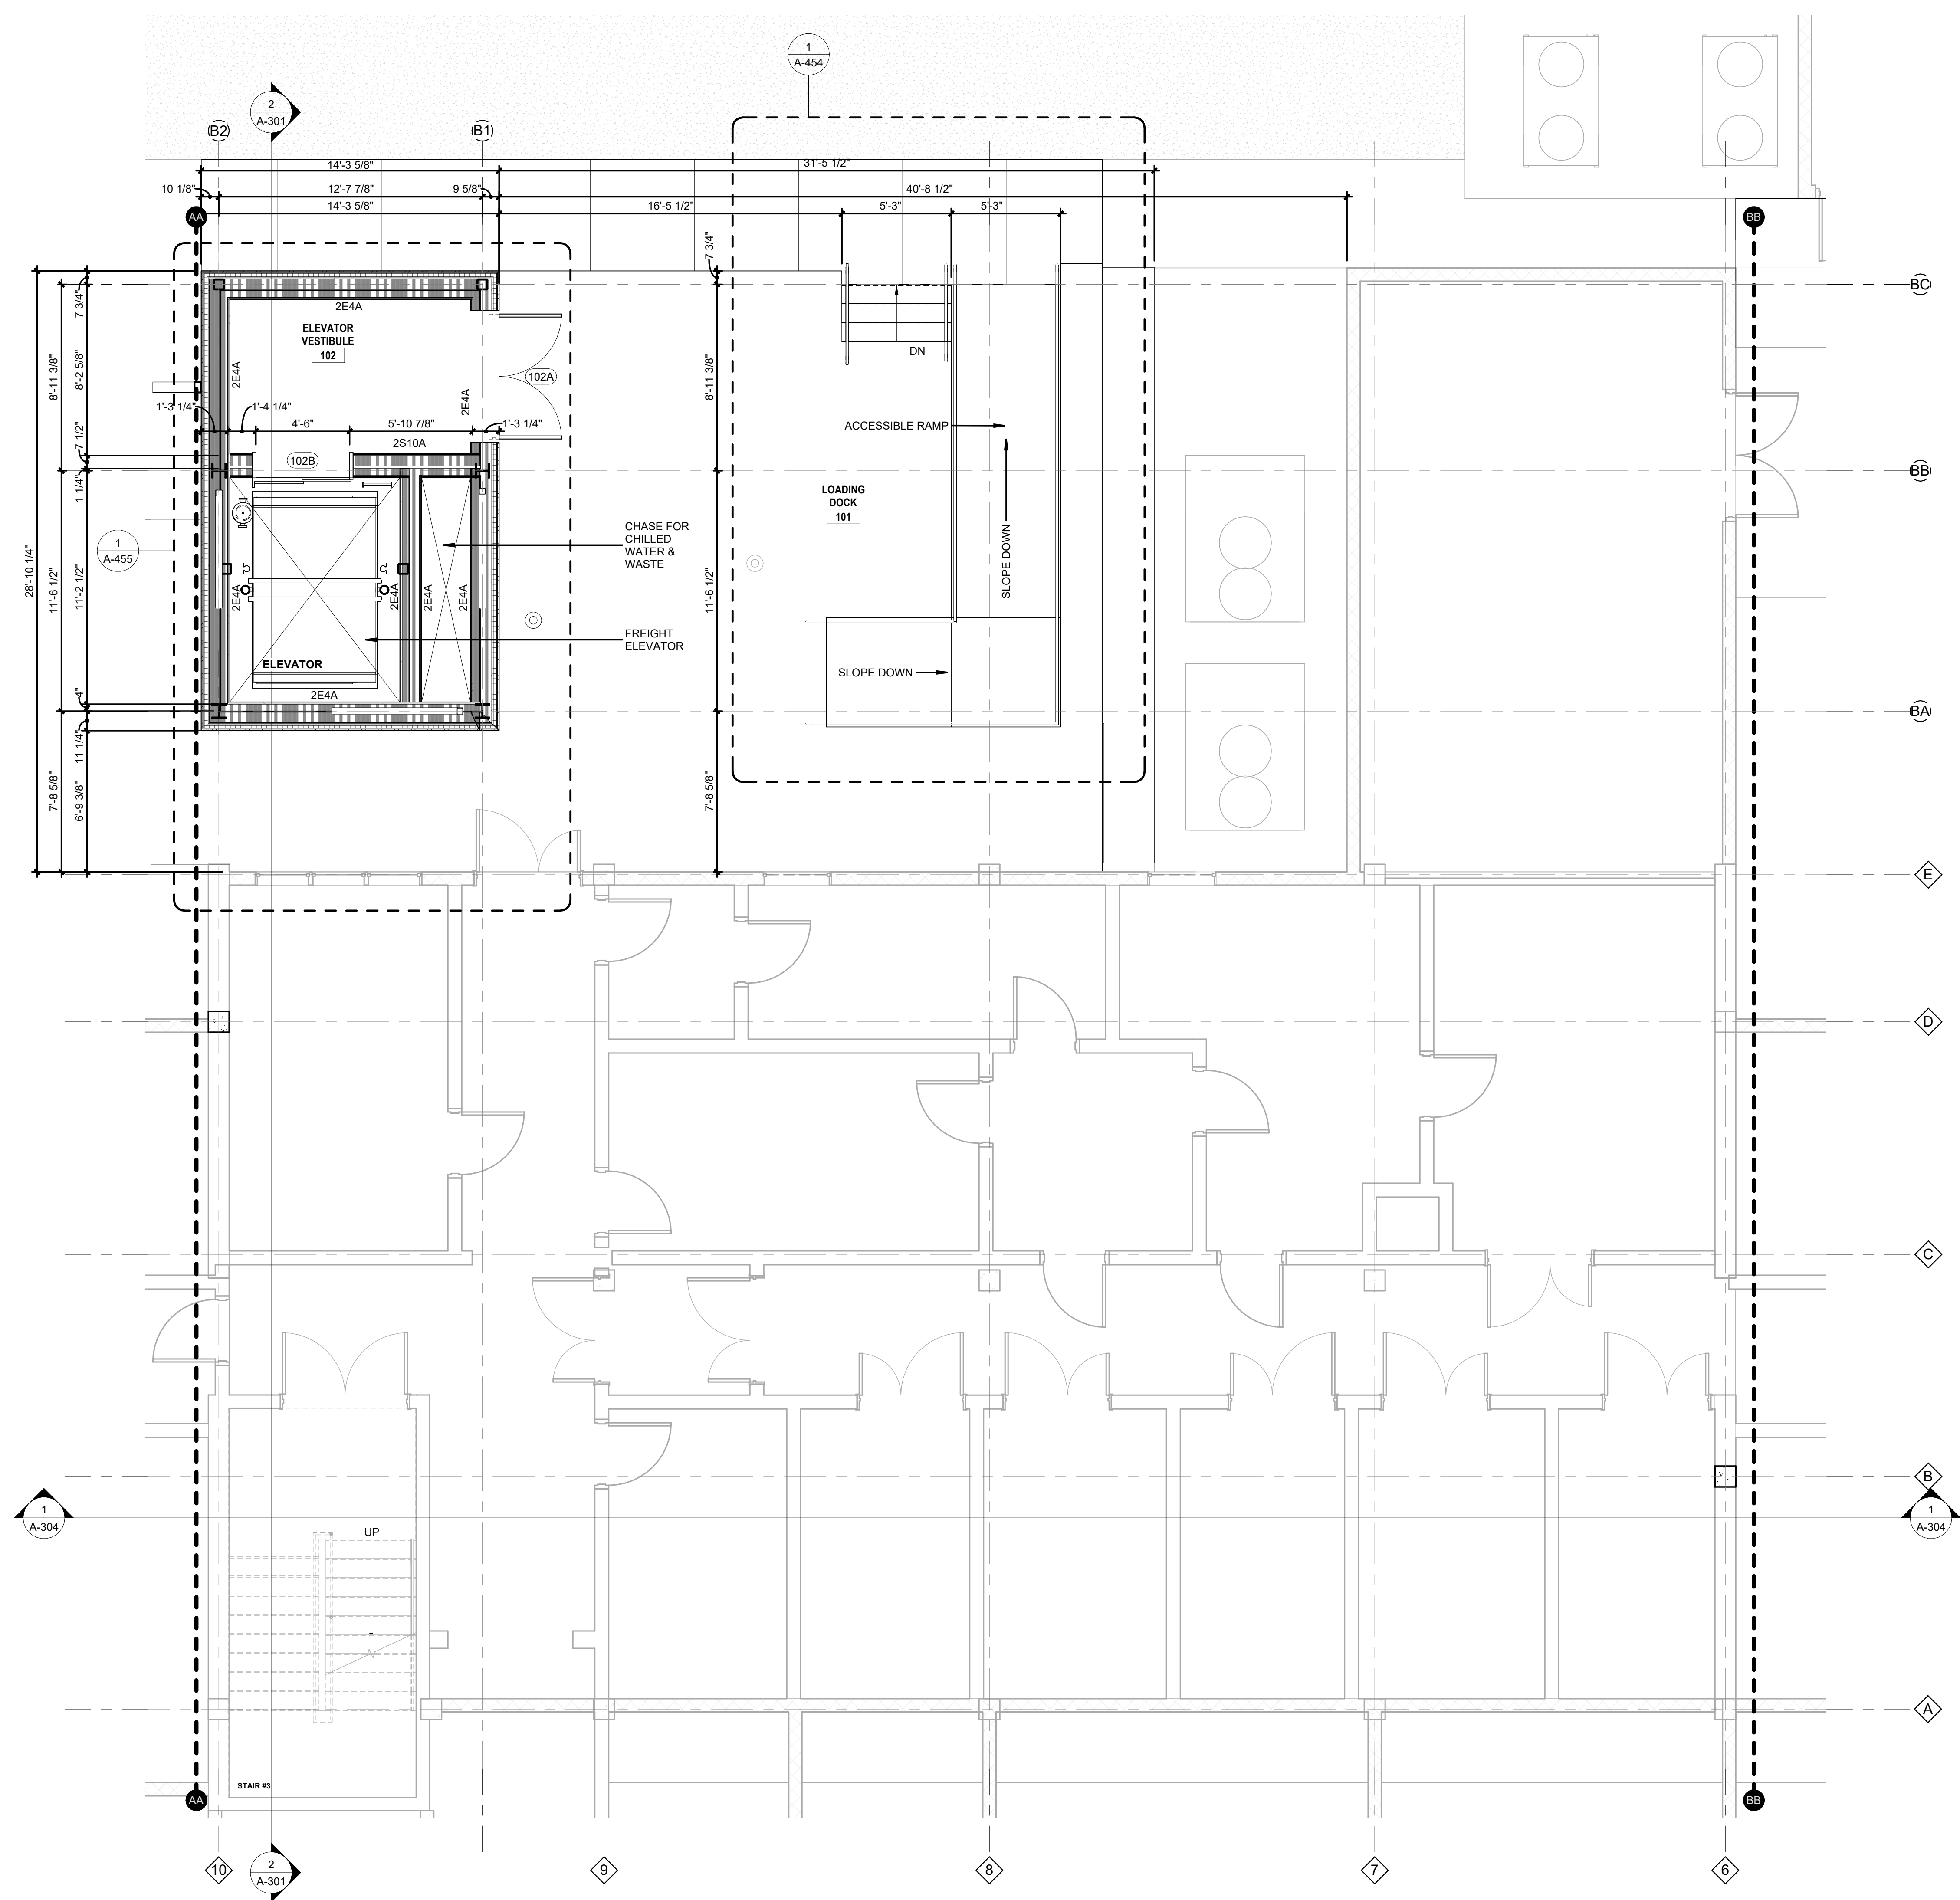 1
A-454
2
A-301
(B2)
(B1)
14'-3 5/8"
31'-5 1/2"
10 1/8"
12'-7 7/8"
9 5/8"
40'-8 1/2"
14'-3 5/8"
16'-5 1/2"
5'-3"
5'-3"
AA
BB
7 3/4"
7 3/4"
BC
2E4A
ELEVATOR
VESTIBULE
102
DN
8'-11 3/8"
8'-2 5/8"
2E4A
102A
2E4A
8'-11 3/8"
1'-3 1/4"
1'-4 1/4"
4'-6"
5'-10 7/8"
1'-3 1/4"
ACCESSIBLE RAMP
7 1/2"
2S10A
102B
BB
1 1/4"
LOADING
DOCK
101
CHASE FOR
CHILLED
WATER &
WASTE
1
A-455
SLOPE DOWN
28'-10 1/4"
11'-6 1/2"
11'-2 1/2"
2E4A
2E4A
2E4A
2E4A
11'-6 1/2"
FREIGHT
ELEVATOR
ELEVATOR
SLOPE DOWN
2E4A
4"
BA
11 1/4"
7'-8 5/8"
6'-9 3/8"
7'-8 5/8"
E
D
C
B
1
A-304
1
A-304
UP
A
STAIR #3
AA
BB
10
2
A-301
9
8
7
6